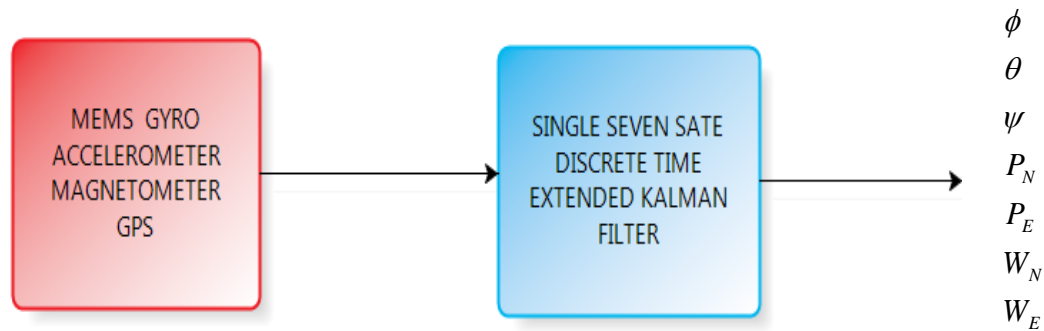 MEMS GYRO
ACCELEROMETER
MAGNETOMETER
GPS
SINGLE SEVEN SATE
DISCRETE TIME
EXTENDED KALMAN
FILTER
ϕ
θ
ψ
P_N
P_E
W_N
W_E